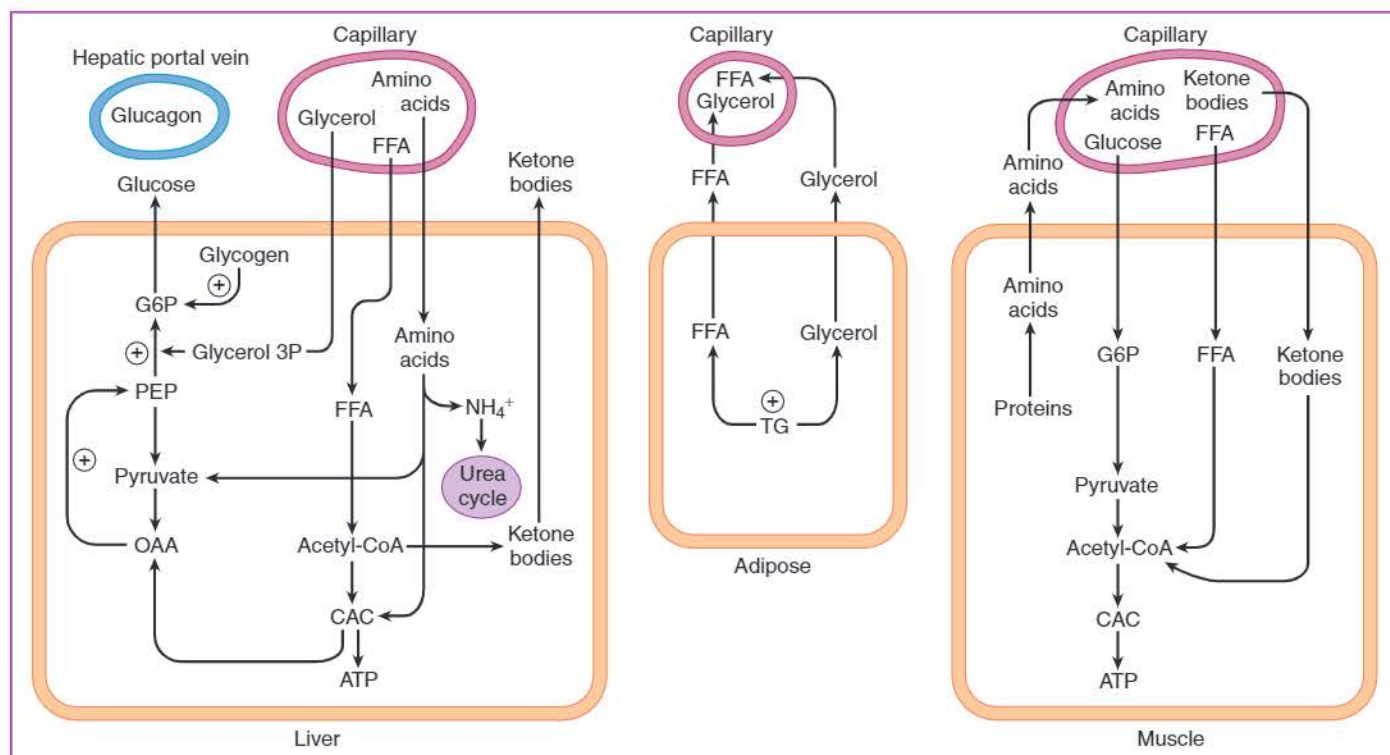 Hepatic portal vein
Glucagon
Capillary
Amino
acids
Glycerol
FFA
Glucose
Ketone
bodies
Glycogen
+
G6P
+
Glycerol 3P
Amino
acids
PEP
FFA
NH₄⁺
+
Pyruvate
Urea
cycle
OAA
Acetyl-CoA
Ketone
bodies
CAC
ATP
Liver
Capillary
FFA
Glycerol
FFA
Glycerol
FFA
Glycerol
+
TG
Adipose
Capillary
Amino
acids
Ketone
bodies
Glucose
FFA
Amino
acids
Amino
acids
G6P
FFA
Ketone
bodies
Proteins
Pyruvate
Acetyl-CoA
CAC
ATP
Muscle